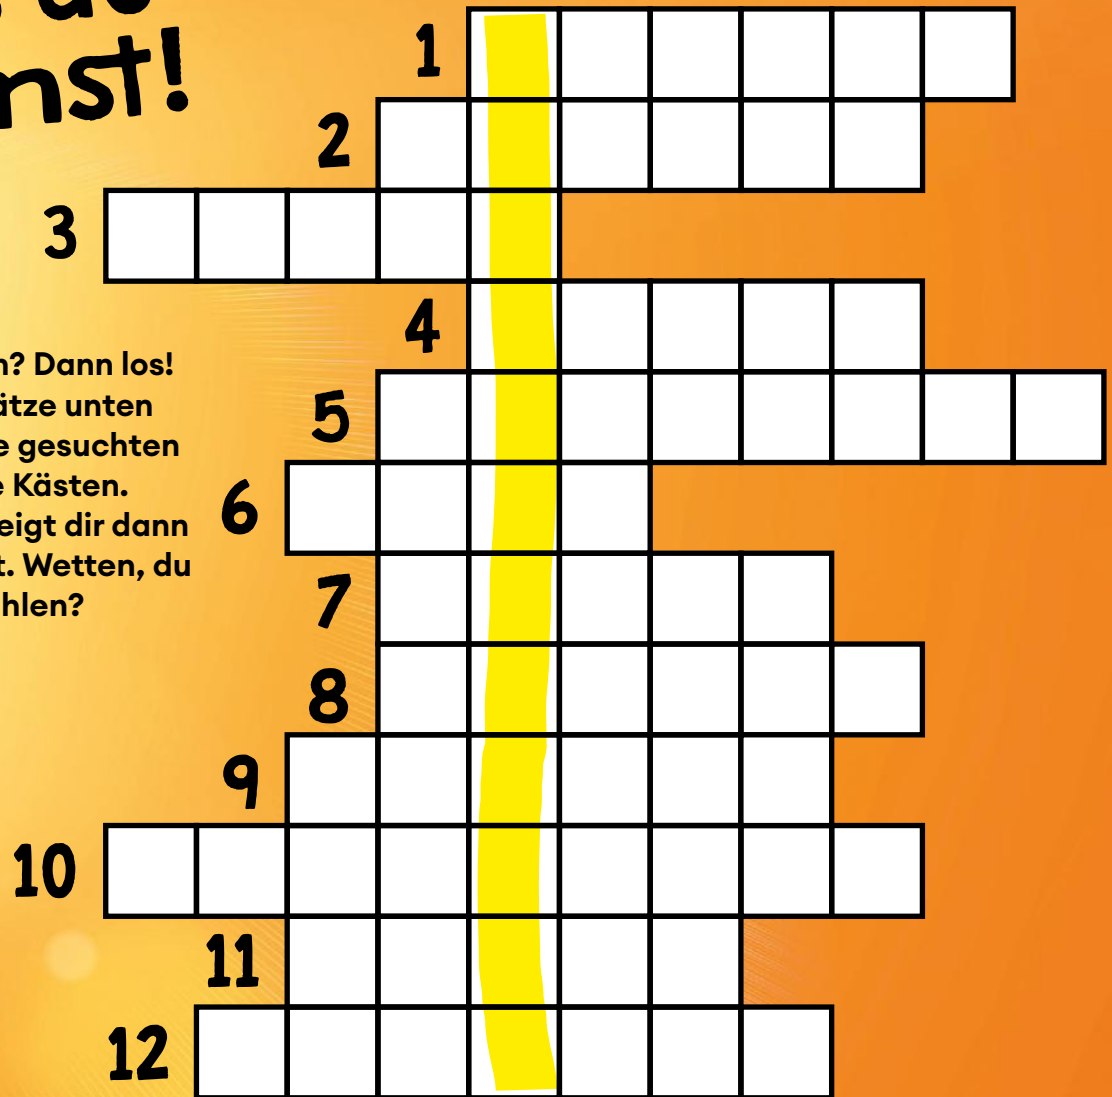 nst!
n? Dann los!
ätze unten
e gesuchten
e Kästen.
eigt dir dann
t. Wetten, du
hlen?
1
2
3
4
5
6
7
8
9
10
11
12